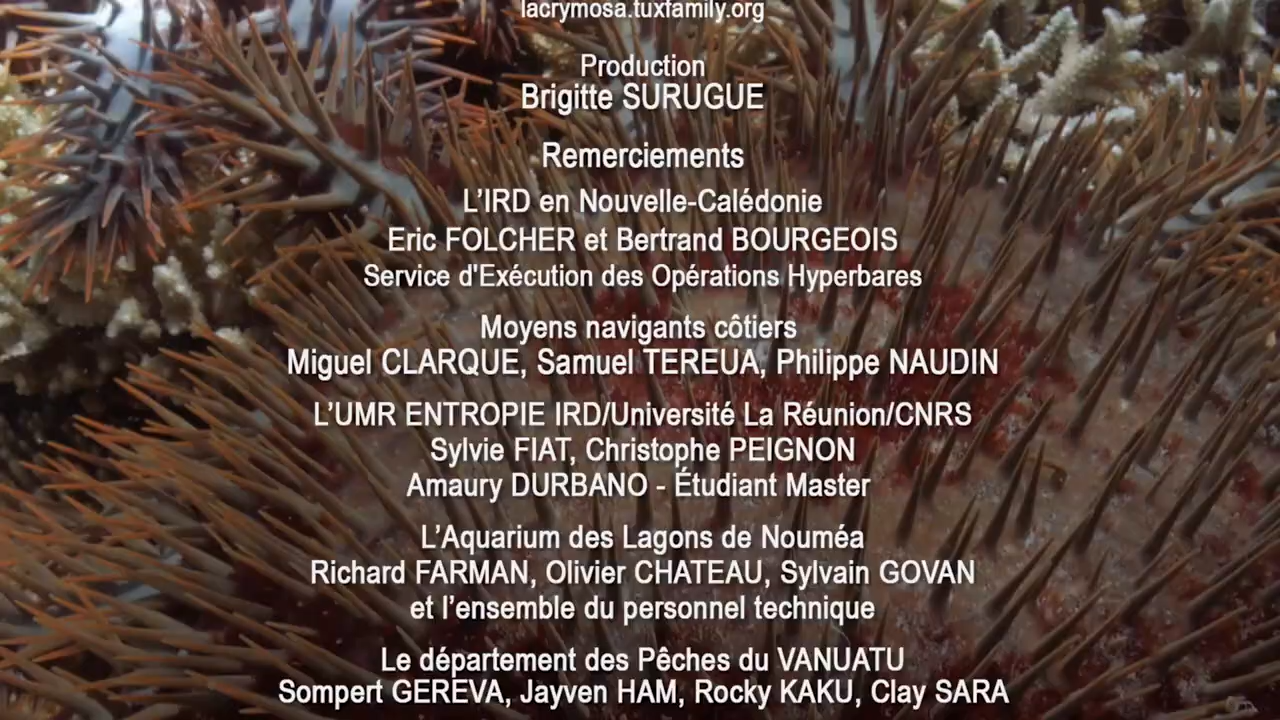 lacrymosa.tuxfamily.org
Production
Brigitte SURUGUE
Remerciements
L’IRD en Nouvelle-Calédonie
Eric FOLCHER et Bertrand BOURGEOIS
Service d'Exécution des Opérations Hyperbares
Moyens navigants côtiers
Miguel CLARQUE, Samuel TEREUA, Philippe NAUDIN
L’UMR ENTROPIE IRD/Université La Réunion/CNRS
Sylvie FIAT, Christophe PEIGNON
Amaury DURBANO - Étudiant Master
L’Aquarium des Lagons de Nouméa
Richard FARMAN, Olivier CHATEAU, Sylvain GOVAN
et l’ensemble du personnel technique
Le département des Pêches du VANUATU
Sompert GEREVA, Jayven HAM, Rocky KAKU, Clay SARA